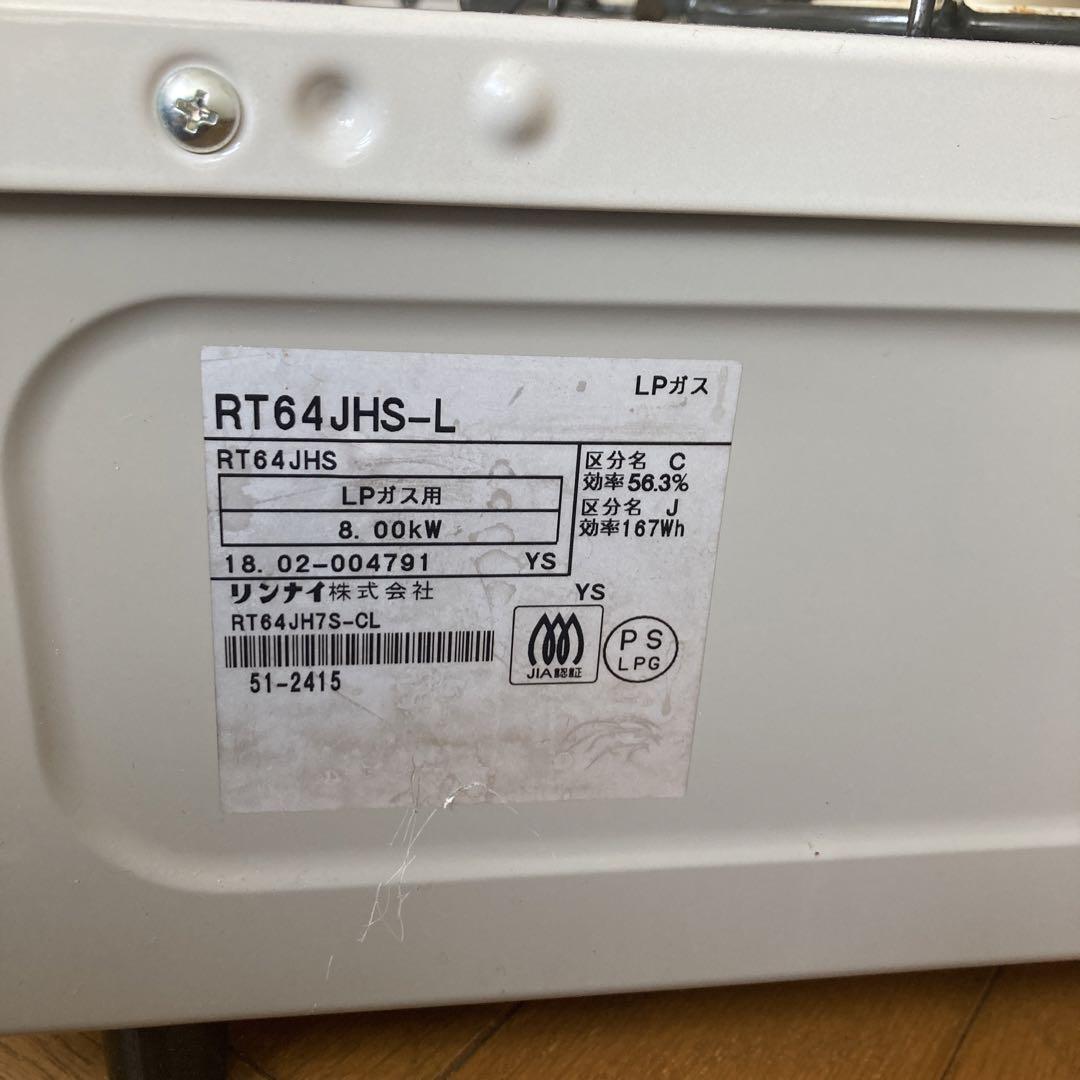 LPガス
RT64JHS-L
RT64JHS
LPガス用
8.00kW
18.02-004791 YS
区分名 C
効率56.3%
区分名 J
効率167Wh
リンナイ株式会社
YS
RT64JH7S-CL
51-2415
JIA認証
PS
LPG